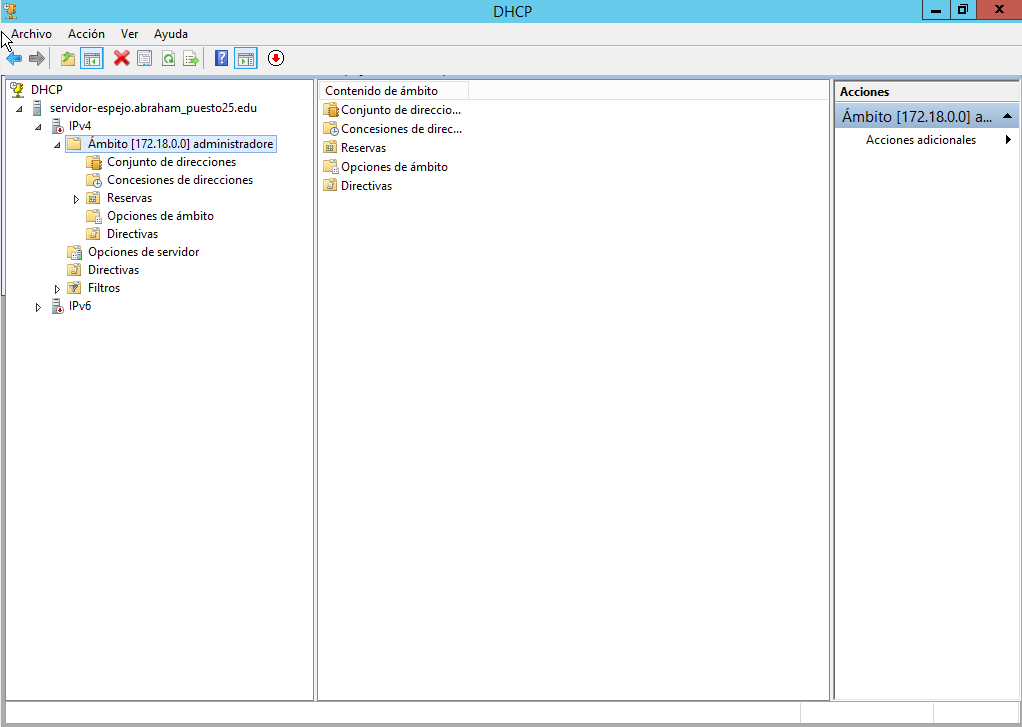 DHCP
Archivo Acción Ver Ayuda
DHCP
servidor-espejo.abraham_puesto25.edu
IPv4
Ámbito [172.18.0.0] administradore
Conjunto de direcciones
Concesiones de direcciones
Reservas
Opciones de ámbito
Directivas
Opciones de servidor
Directivas
Filtros
IPv6
Contenido de ámbito
Conjunto de direccio...
Concesiones de direc...
Reservas
Opciones de ámbito
Directivas
Acciones
Ámbito [172.18.0.0] a...
Acciones adicionales